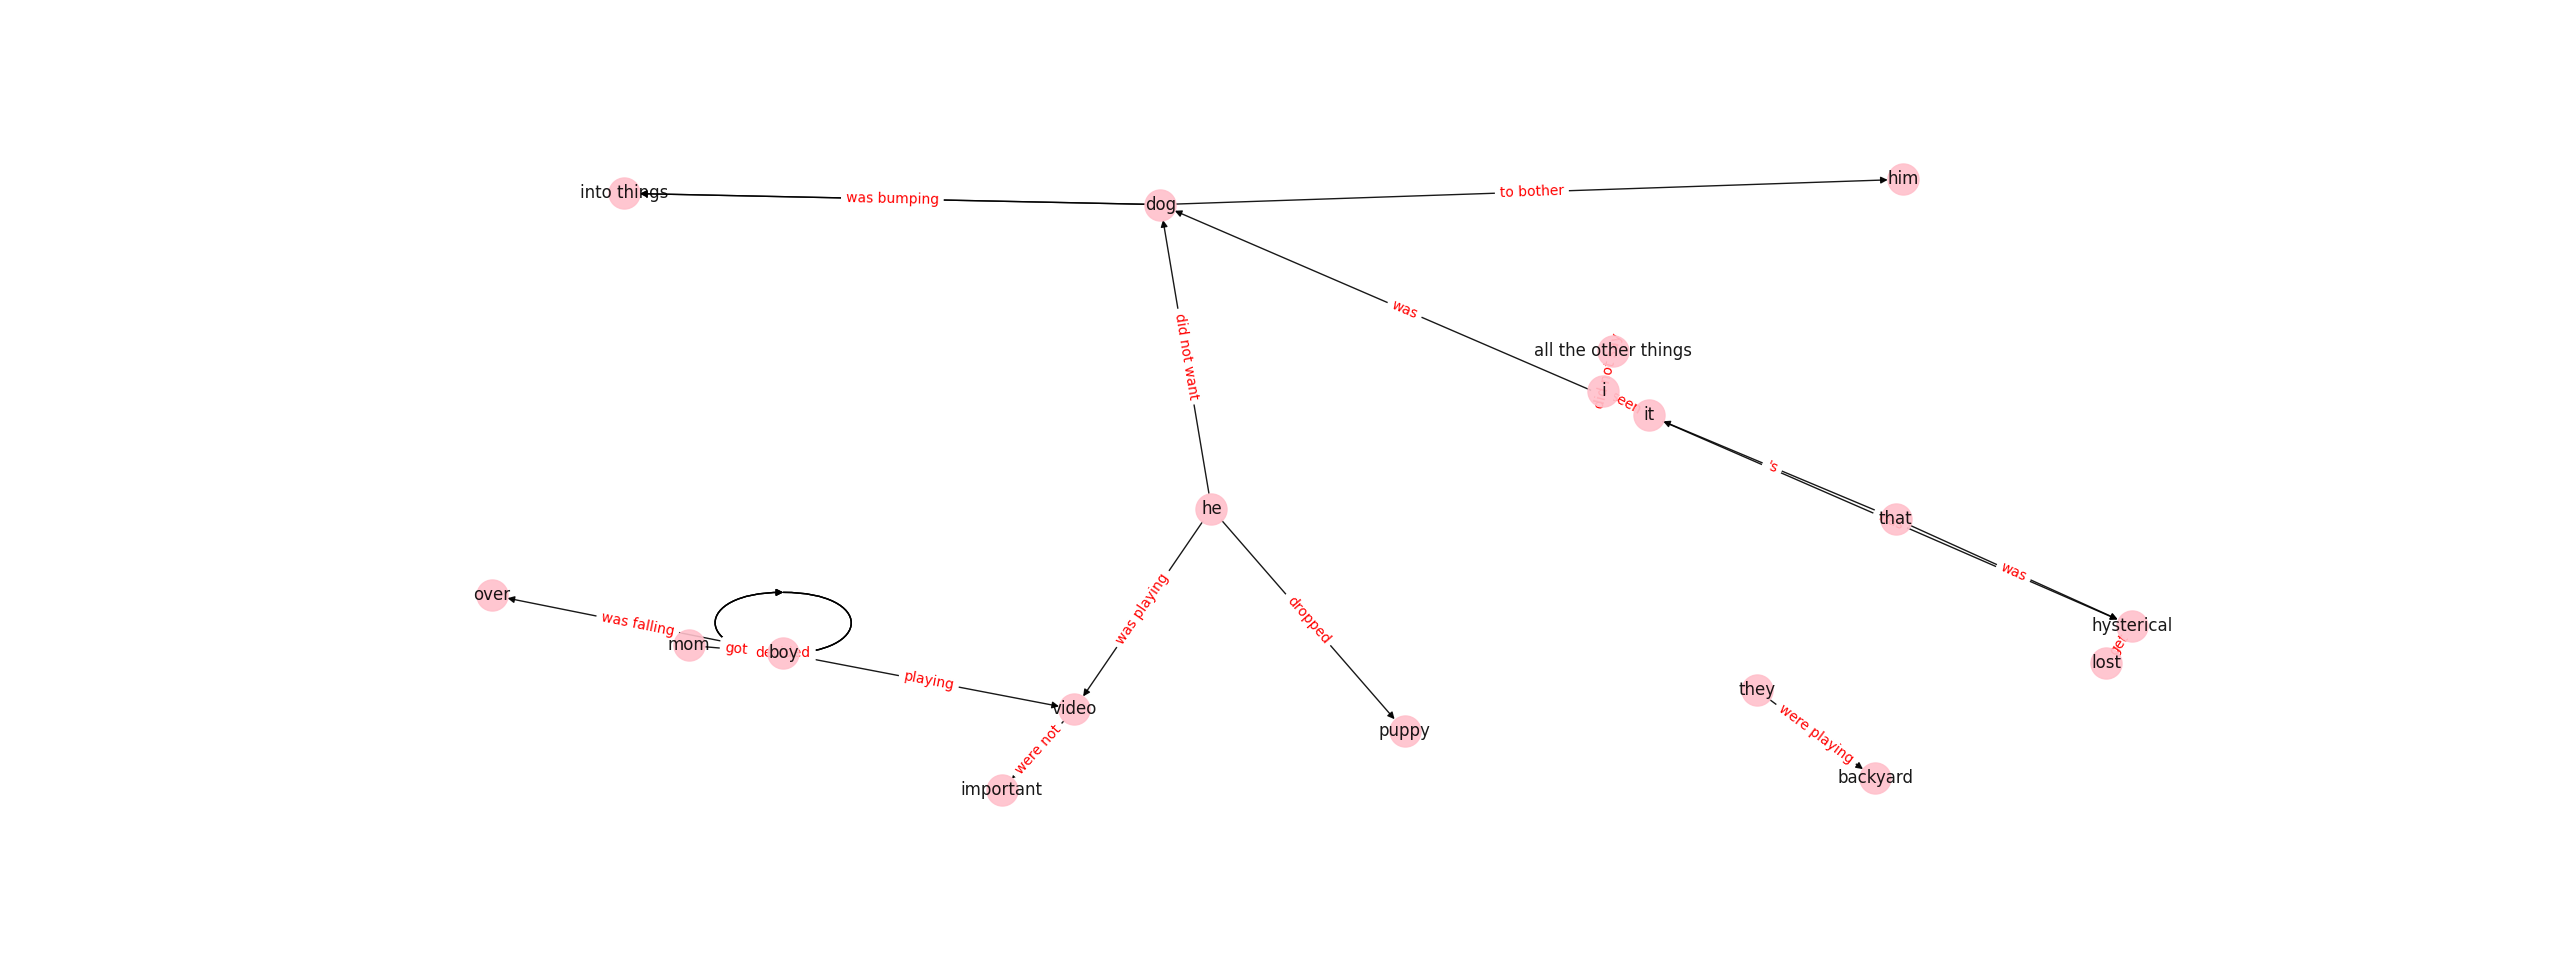 him
into things
was bumping
to bother
dog
was
did not want
all the other things
i
it
's
he
that
was
over
was falling
was playing
dropped
hysterical
mom
got
boy
lost
playing
they
video
were playing
puppy
were not
backyard
important